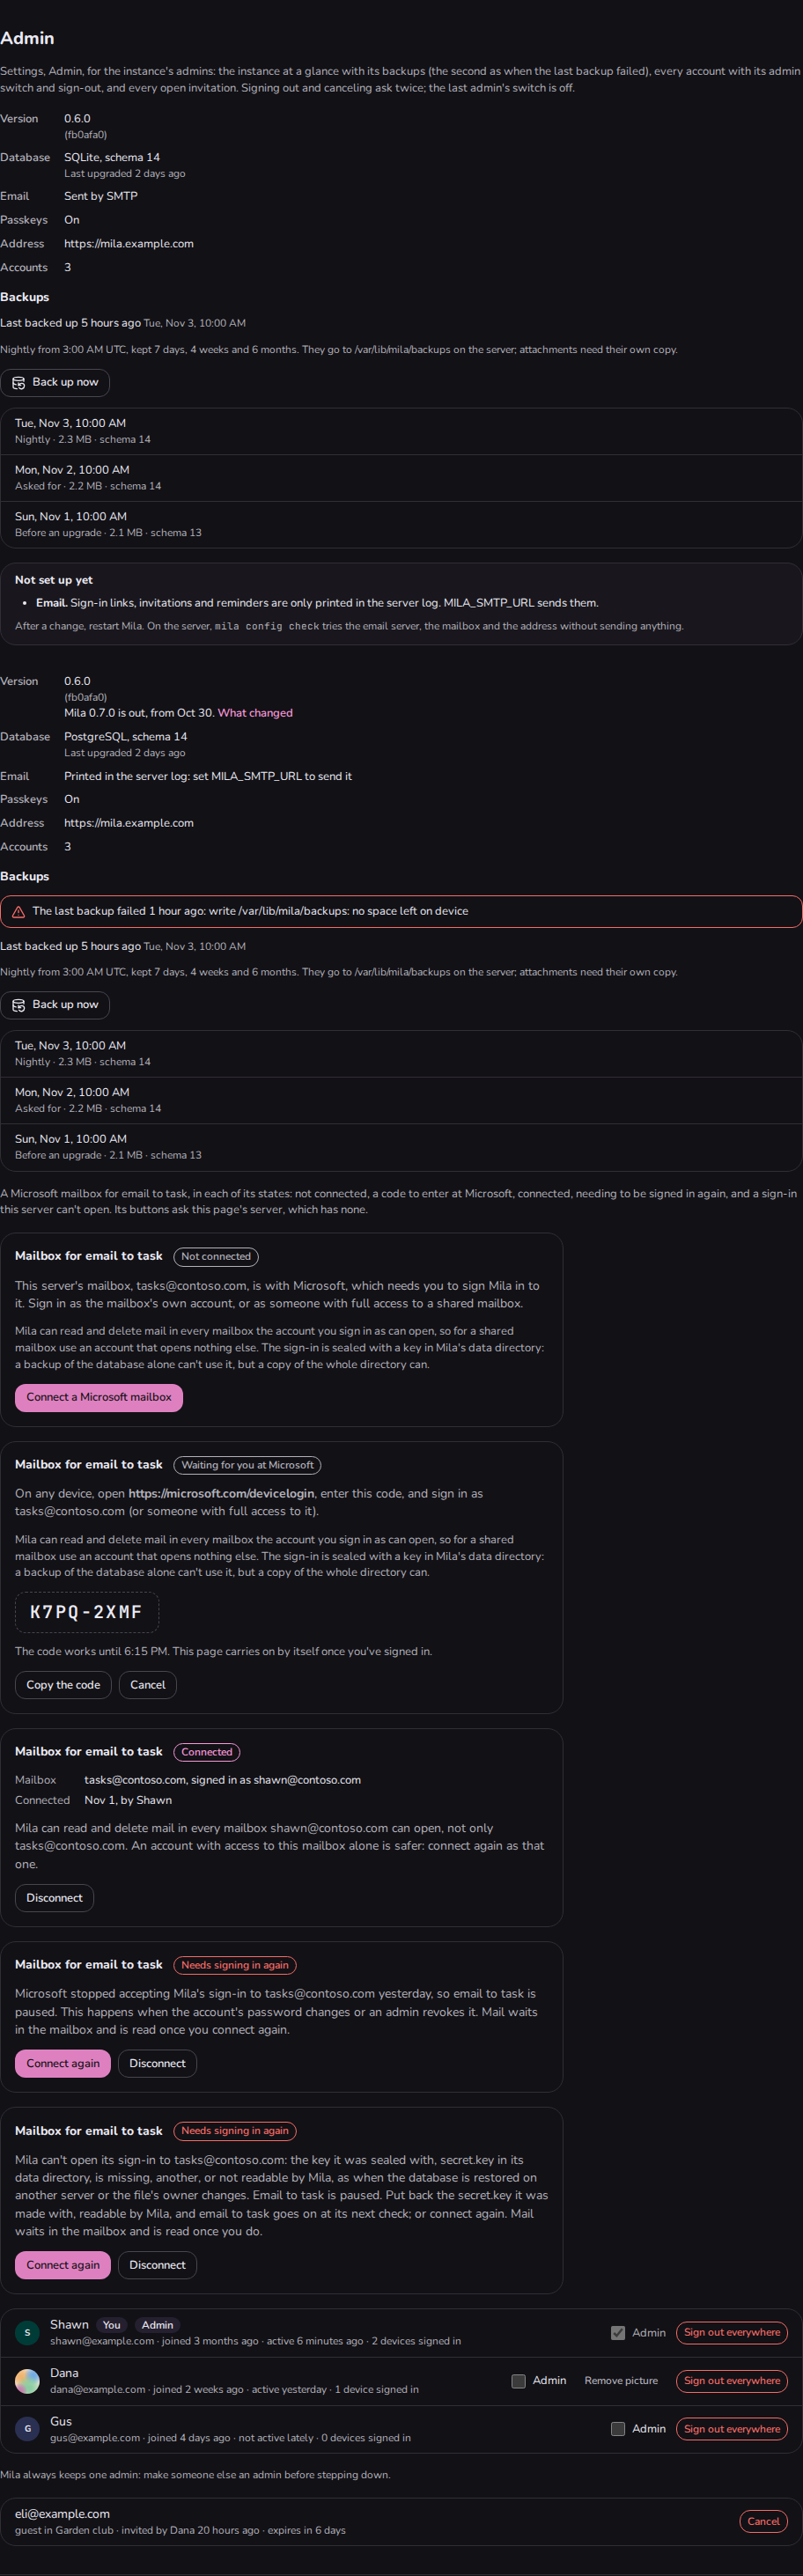 Admin
Settings, Admin, for the instance's admins: the instance at a glance with its backups (the second as when the last backup failed), every account with its admin
switch and sign-out, and every open invitation. Signing out and canceling ask twice; the last admin's switch is off.
Version 0.6.0
(fb0afa0)
Database SQLite, schema 14
Last upgraded 2 days ago
Email Sent by SMTP
Passkeys On
Address https://mila.example.com
Accounts 3
Backups
Last backed up 5 hours ago Tue, Nov 3, 10:00 AM
Nightly from 3:00 AM UTC, kept 7 days, 4 weeks and 6 months. They go to /var/lib/mila/backups on the server; attachments need their own copy.
Back up now
Tue, Nov 3, 10:00 AM
Nightly · 2.3 MB · schema 14
Mon, Nov 2, 10:00 AM
Asked for · 2.2 MB · schema 14
Sun, Nov 1, 10:00 AM
Before an upgrade · 2.1 MB · schema 13
Not set up yet
• Email. Sign-in links, invitations and reminders are only printed in the server log. MILA_SMTP_URL sends them.
After a change, restart Mila. On the server, mila config check tries the email server, the mailbox and the address without sending anything.
Version 0.6.0
(fb0afa0)
Mila 0.7.0 is out, from Oct 30. What changed
Database PostgreSQL, schema 14
Last upgraded 2 days ago
Email Printed in the server log: set MILA_SMTP_URL to send it
Passkeys On
Address https://mila.example.com
Accounts 3
Backups
The last backup failed 1 hour ago: write /var/lib/mila/backups: no space left on device
Last backed up 5 hours ago Tue, Nov 3, 10:00 AM
Nightly from 3:00 AM UTC, kept 7 days, 4 weeks and 6 months. They go to /var/lib/mila/backups on the server; attachments need their own copy.
Back up now
Tue, Nov 3, 10:00 AM
Nightly · 2.3 MB · schema 14
Mon, Nov 2, 10:00 AM
Asked for · 2.2 MB · schema 14
Sun, Nov 1, 10:00 AM
Before an upgrade · 2.1 MB · schema 13
A Microsoft mailbox for email to task, in each of its states: not connected, a code to enter at Microsoft, connected, needing to be signed in again, and a sign-in
this server can't open. Its buttons ask this page's server, which has none.
Mailbox for email to task Not connected
This server's mailbox, tasks@contoso.com, is with Microsoft, which needs you to sign Mila in to
it. Sign in as the mailbox's own account, or as someone with full access to a shared mailbox.
Mila can read and delete mail in every mailbox the account you sign in as can open, so for a shared
mailbox use an account that opens nothing else. The sign-in is sealed with a key in Mila's data directory:
a backup of the database alone can't use it, but a copy of the whole directory can.
Connect a Microsoft mailbox
Mailbox for email to task Waiting for you at Microsoft
On any device, open https://microsoft.com/devicelogin, enter this code, and sign in as
tasks@contoso.com (or someone with full access to it).
Mila can read and delete mail in every mailbox the account you sign in as can open, so for a shared
mailbox use an account that opens nothing else. The sign-in is sealed with a key in Mila's data directory:
a backup of the database alone can't use it, but a copy of the whole directory can.
K7PQ-2XMF
The code works until 6:15 PM. This page carries on by itself once you've signed in.
Copy the code Cancel
Mailbox for email to task Connected
Mailbox tasks@contoso.com, signed in as shawn@contoso.com
Connected Nov 1, by Shawn
Mila can read and delete mail in every mailbox shawn@contoso.com can open, not only
tasks@contoso.com. An account with access to this mailbox alone is safer: connect again as that
one.
Disconnect
Mailbox for email to task Needs signing in again
Microsoft stopped accepting Mila's sign-in to tasks@contoso.com yesterday, so email to task is
paused. This happens when the account's password changes or an admin revokes it. Mail waits
in the mailbox and is read once you connect again.
Connect again Disconnect
Mailbox for email to task Needs signing in again
Mila can't open its sign-in to tasks@contoso.com: the key it was sealed with, secret.key in its
data directory, is missing, another, or not readable by Mila, as when the database is restored on
another server or the file's owner changes. Email to task is paused. Put back the secret.key it was
made with, readable by Mila, and email to task goes on at its next check; or connect again. Mail
waits in the mailbox and is read once you do.
Connect again Disconnect
S Shawn You Admin Admin Sign out everywhere
shawn@example.com · joined 3 months ago · active 6 minutes ago · 2 devices signed in
Dana Admin Remove picture Sign out everywhere
dana@example.com · joined 2 weeks ago · active yesterday · 1 device signed in
G Gus Admin Sign out everywhere
gus@example.com · joined 4 days ago · not active lately · 0 devices signed in
Mila always keeps one admin: make someone else an admin before stepping down.
eli@example.com Cancel
guest in Garden club · invited by Dana 20 hours ago · expires in 6 days